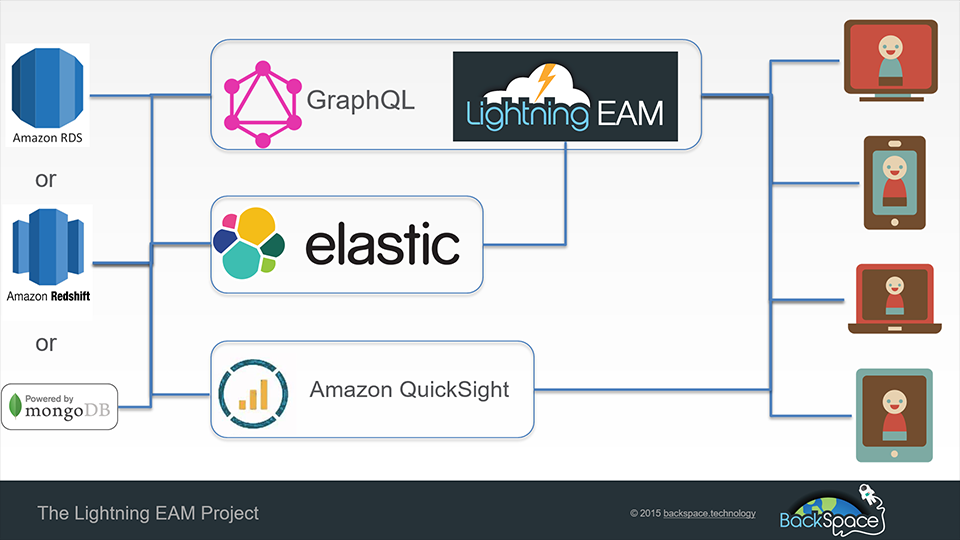 Amazon RDS
or
Amazon Redshift
or
Powered by
mongoDB
GraphQL
Lightning EAM
elastic
Amazon QuickSight
The Lightning EAM Project
© 2015 backspace.technology
BackSpace